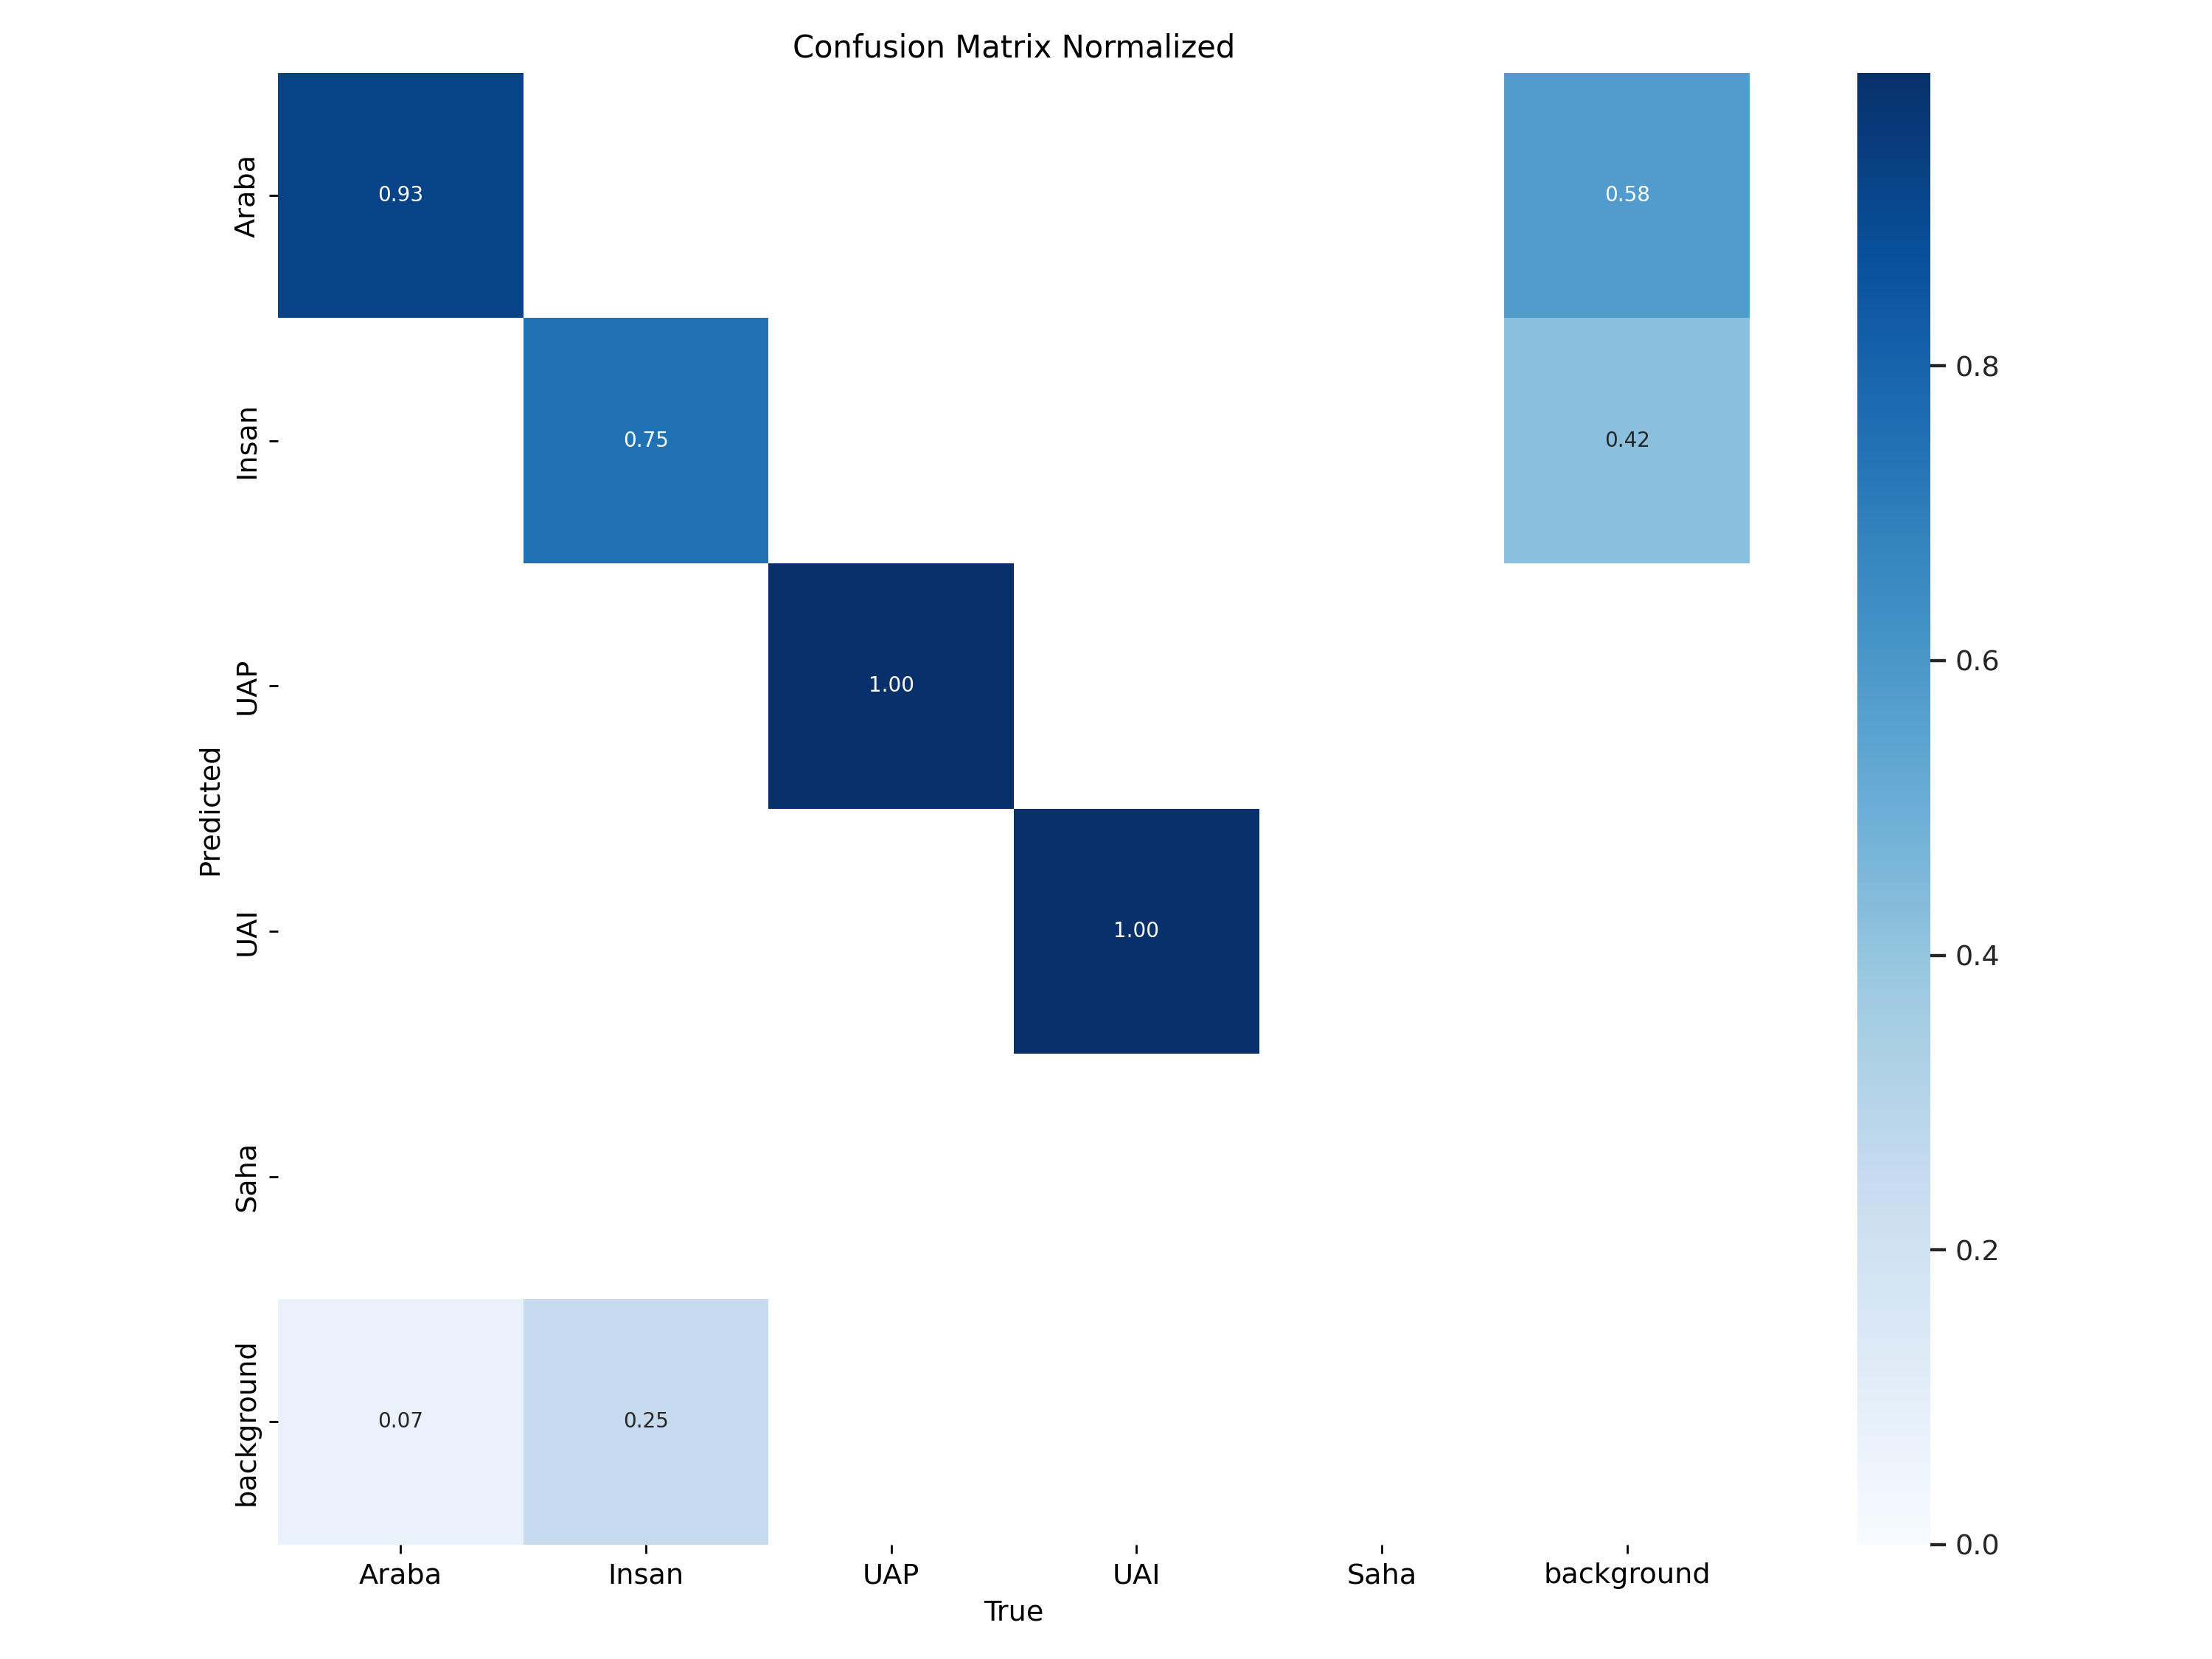 Confusion Matrix Normalized
Araba
0.93
0.58
0.8
Insan
0.75
0.42
0.6
UAP
1.00
Predicted
0.4
UAI
1.00
Saha
0.2
background
0.07
0.25
0.0
Araba
Insan
UAP
UAI
Saha
background
True